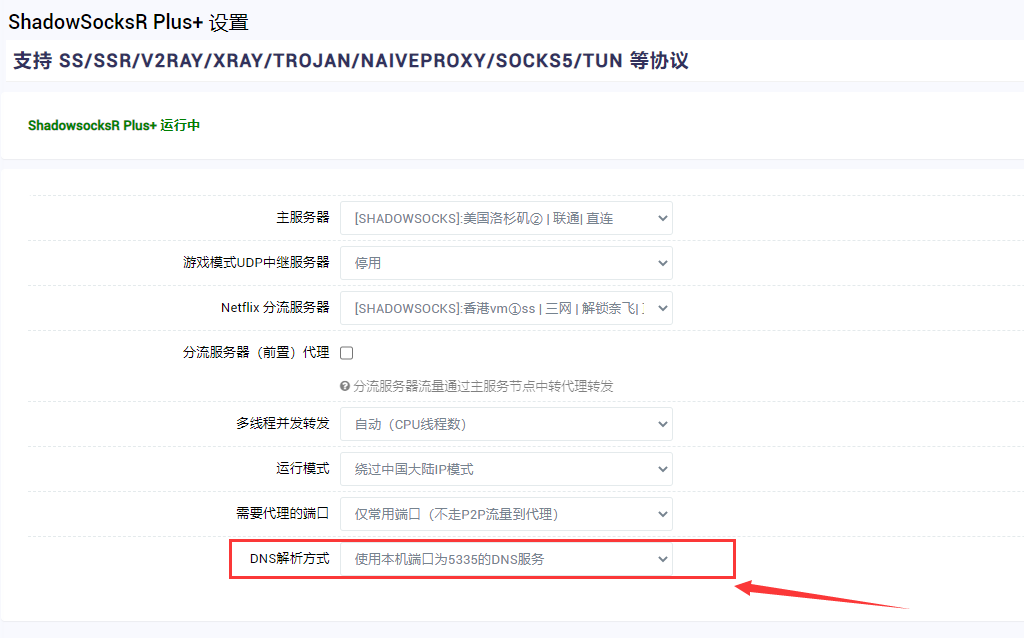 ShadowSocksR Plus+ 设置
支持 SS/SSR/V2RAY/XRAY/TROJAN/NAIVEPROXY/SOCKS5/TUN 等协议
ShadowsocksR Plus+ 运行中
主服务器 [SHADOWSOCKS]:美国洛杉矶② | 联通| 直连
游戏模式UDP中继服务器 停用
Netflix 分流服务器 [SHADOWSOCKS]:香港vm①ss | 三网 | 解锁奈飞|
分流服务器（前置）代理
分流服务器流量通过主服务节点中转代理转发
多线程并发转发 自动（CPU线程数）
运行模式 绕过中国大陆IP模式
需要代理的端口 仅常用端口（不走P2P流量到代理）
DNS解析方式 使用本机端口为5335的DNS服务